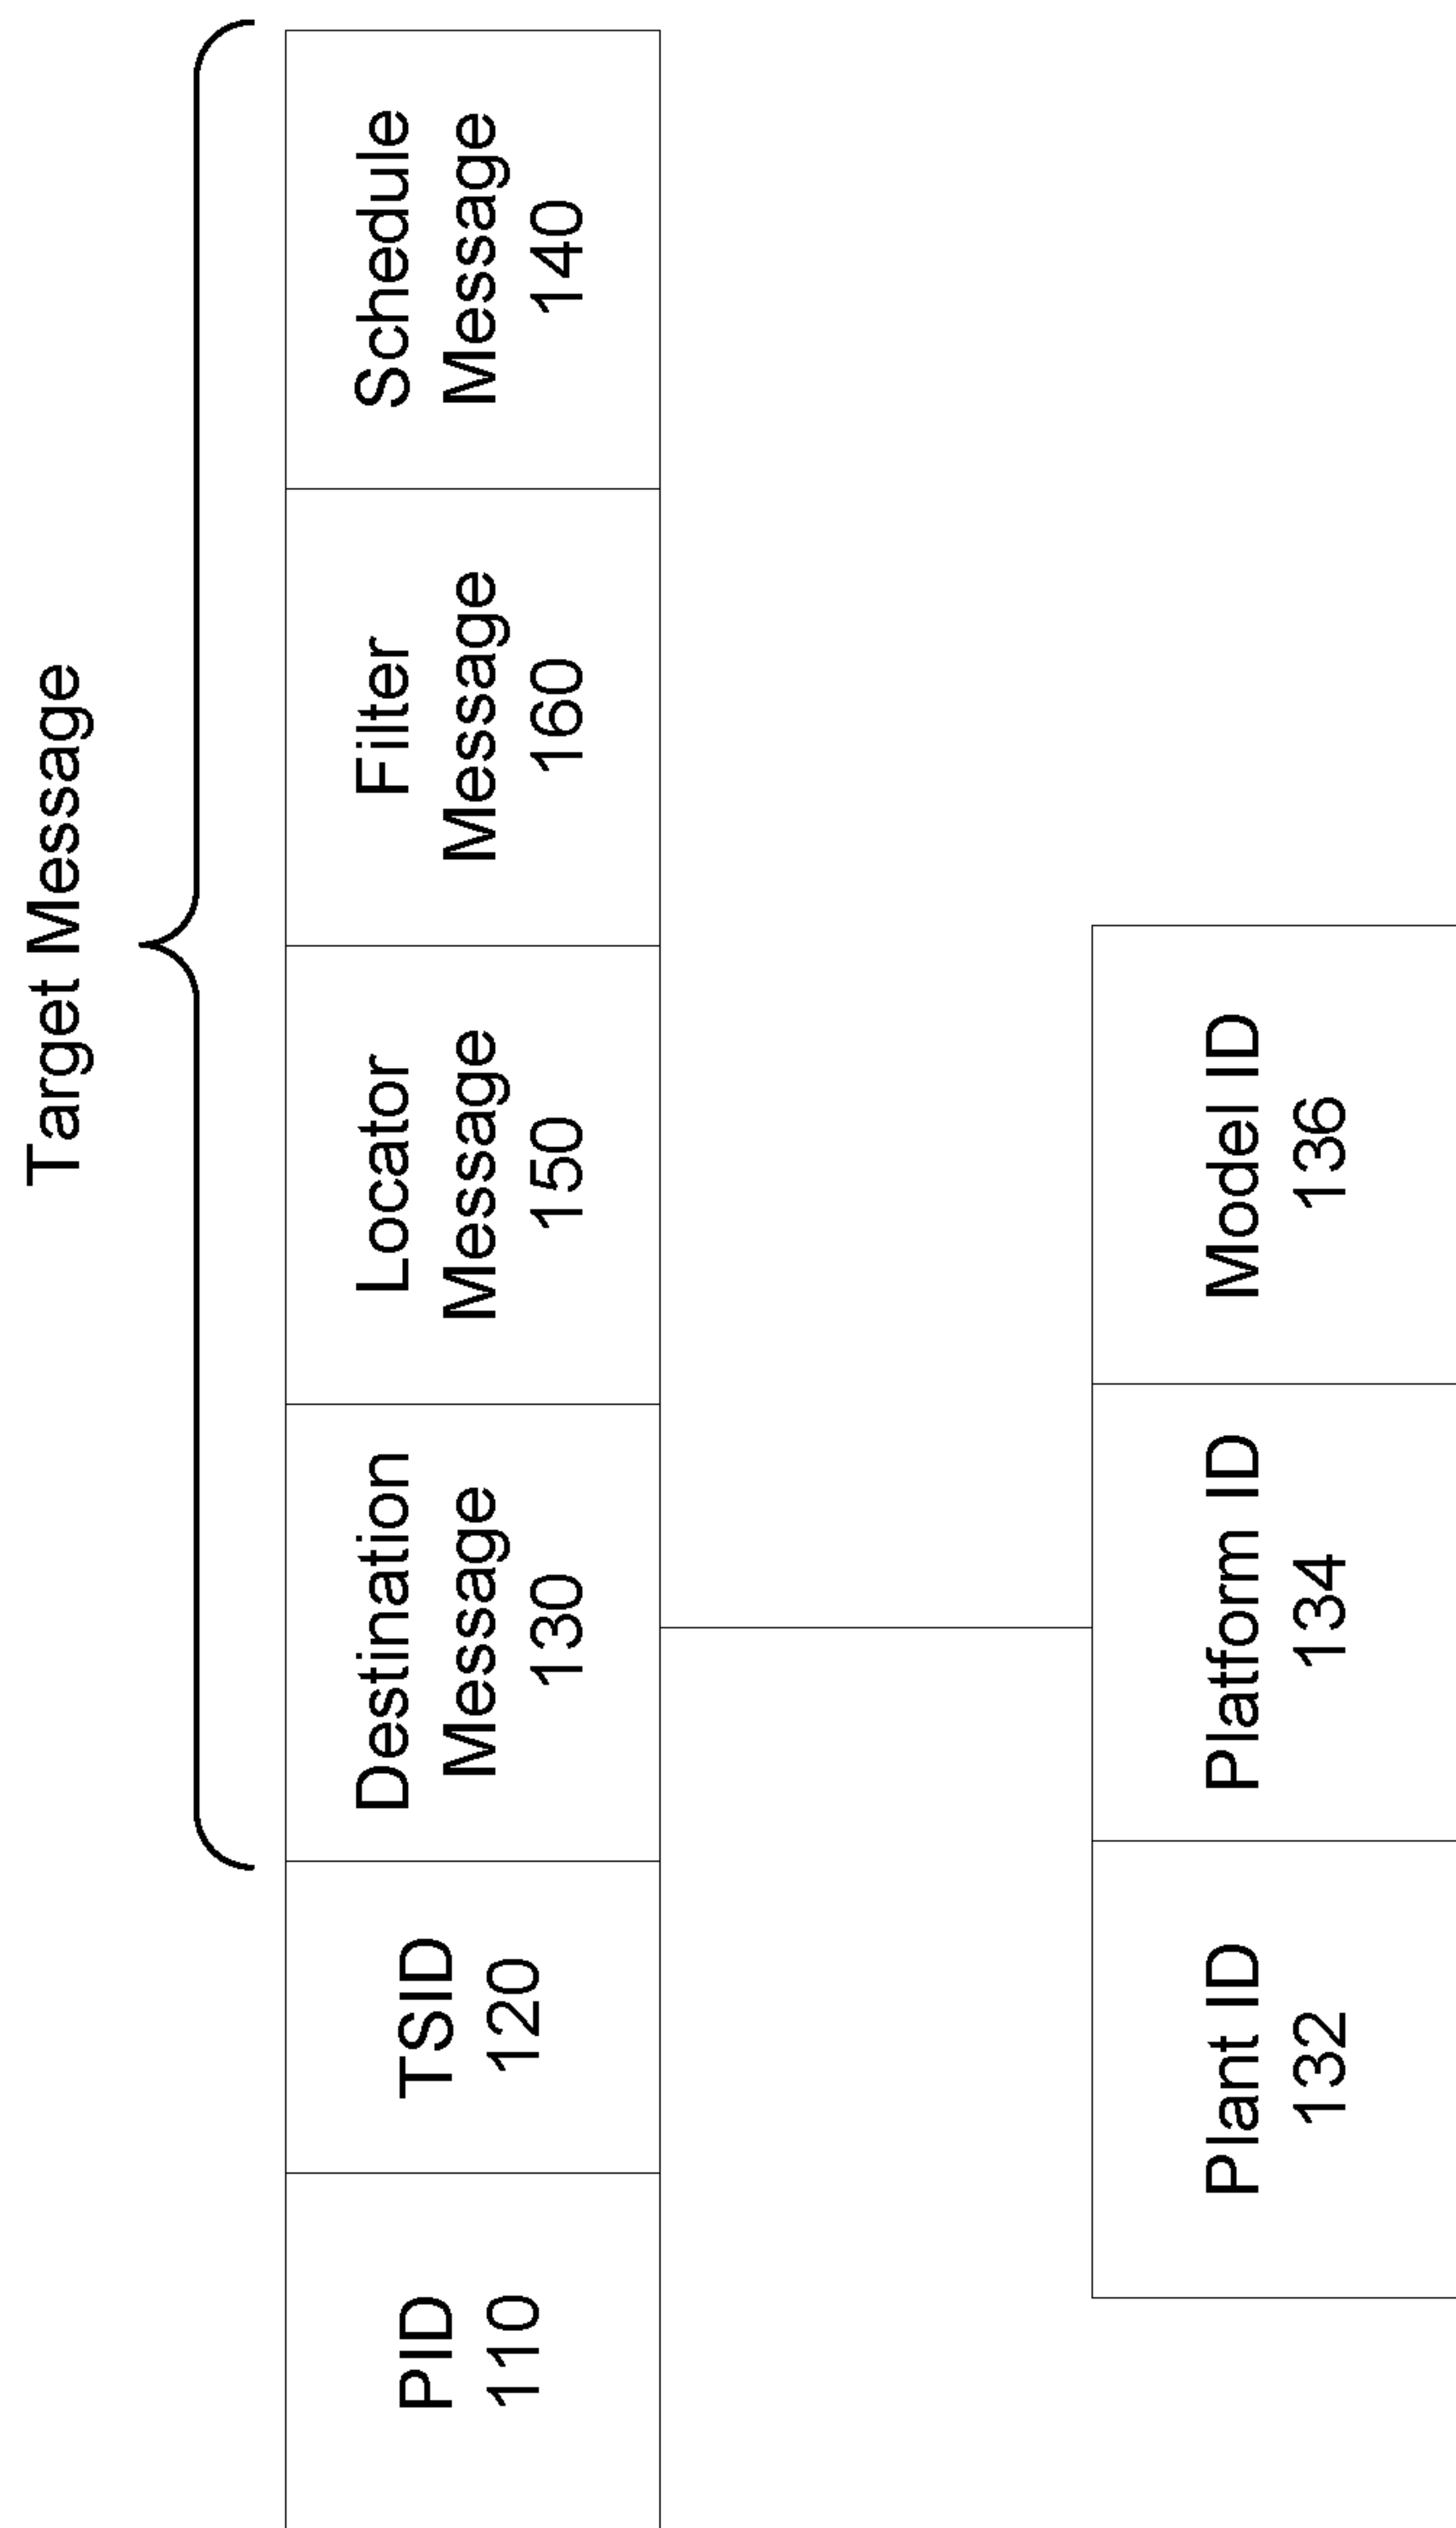 Target Message
PID
110
TSID
120
Destination
Message
130
Locator
Message
150
Filter
Message
160
Schedule
Message
140
Plant ID
132
Platform ID
134
Model ID
136